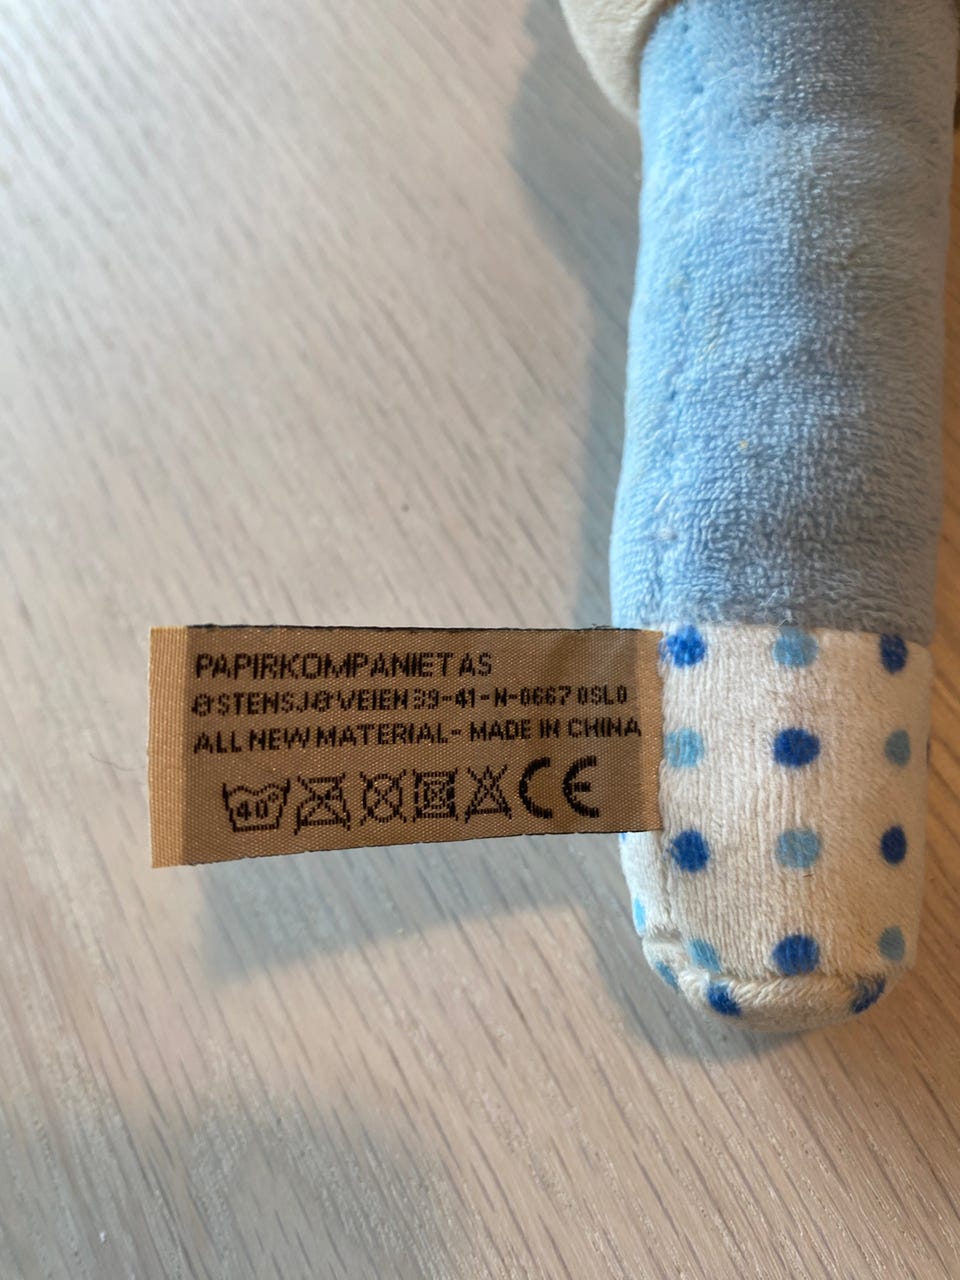 PAPIRKOMPANIET AS
ØSTENSJØVEIEN 39-41 - N-0667 OSLO
ALL NEW MATERIAL - MADE IN CHINA
40° CE